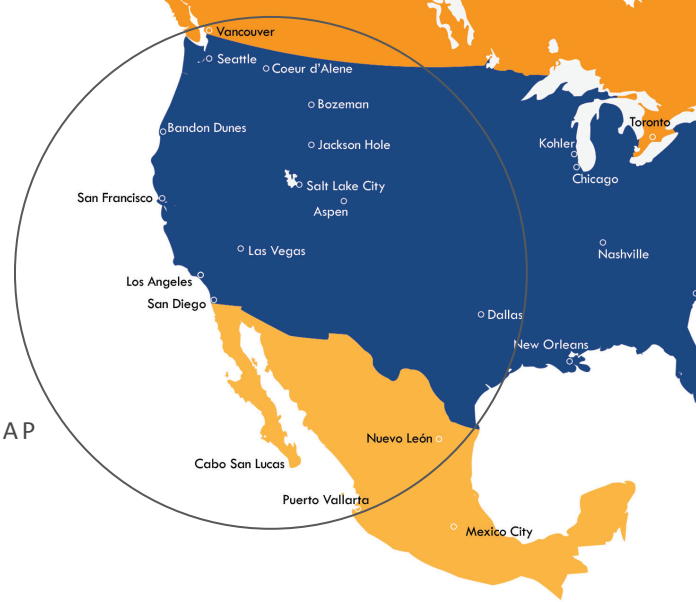 Vancouver
Seattle
Coeur d'Alene
Bozeman
Toronto
Bandon Dunes
Jackson Hole
Kohler
Chicago
Salt Lake City
San Francisco
Aspen
Las Vegas
Nashville
Los Angeles
San Diego
Dallas
New Orleans
AP
Nuevo León
Cabo San Lucas
Puerto Vallarta
Mexico City